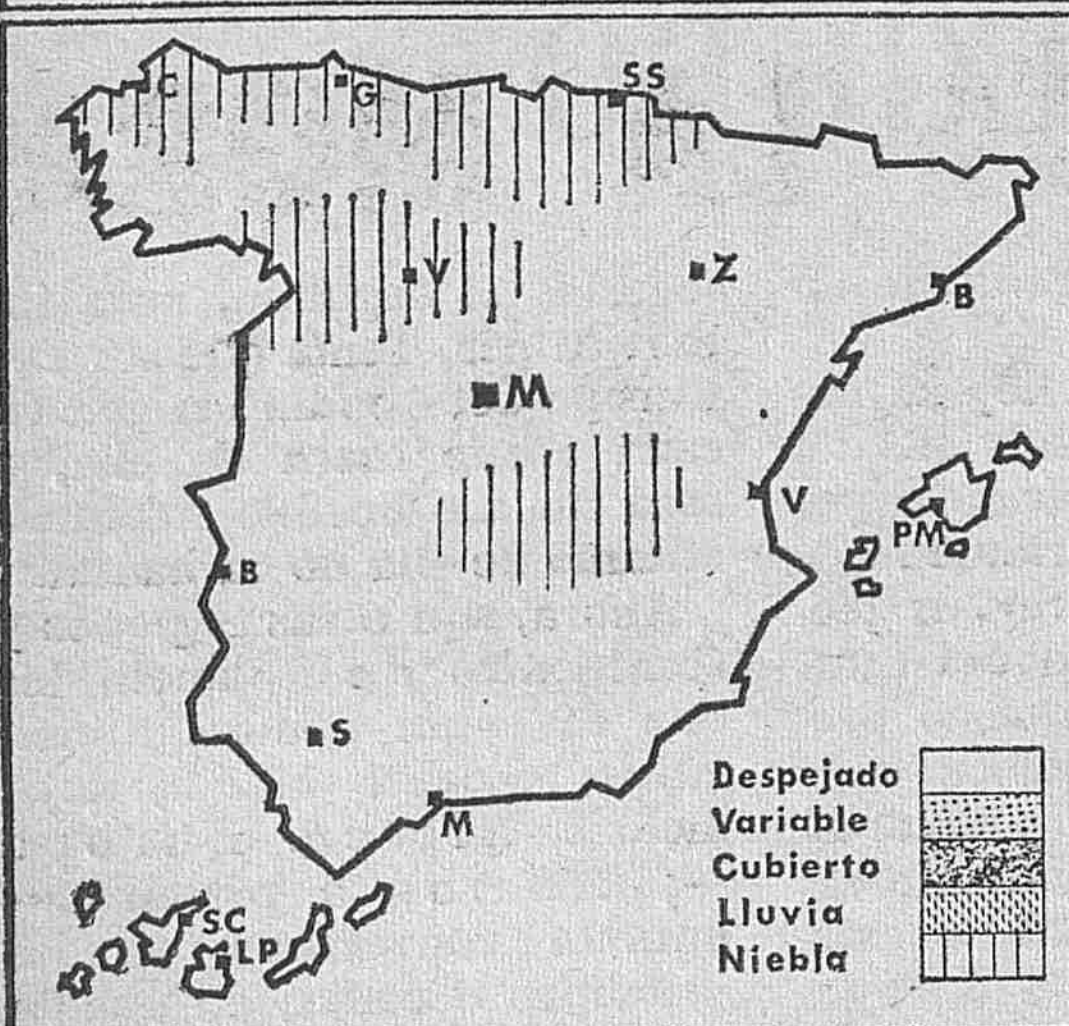 SS
C
G
V
Z
B
M
V
PM
B
S
M
SC
LP
Despejado
Variable
Cubierto
Lluvia
Niebla